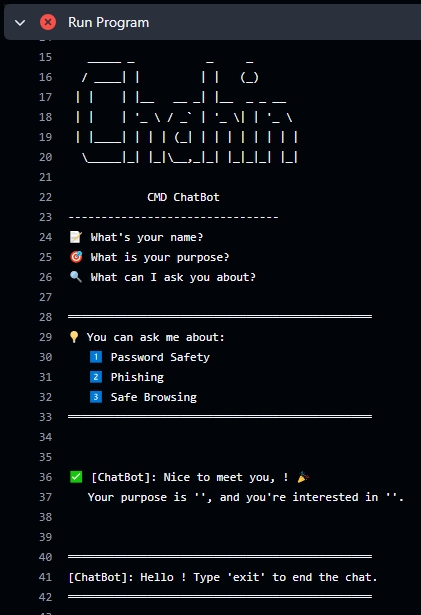 Run Program
15   _____ _           _     _
16  / ____| |         | |   (_)
17 | |    | |__   __ _| |__  _ _ __
18 | |    | '_ \ / _` | '_ \| | '_ \
19 | |____| | | | (_| | | | | | | | |
20  \_____|_| |_|\__,_|_| |_|_|_| |_|
21
22 CMD ChatBot
23 --------------------------------
24 📝 What's your name?
25 🎯 What is your purpose?
26 🔍 What can I ask you about?
27
28 ══════════════════════════════════════
29 💡 You can ask me about:
30 1️⃣ Password Safety
31 2️⃣ Phishing
32 3️⃣ Safe Browsing
33 ══════════════════════════════════════
34
35
36 ✅ [ChatBot]: Nice to meet you, ! 🎉
37 Your purpose is '', and you're interested in ''.
38
39
40 ══════════════════════════════════════
41 [ChatBot]: Hello ! Type 'exit' to end the chat.
42 ══════════════════════════════════════